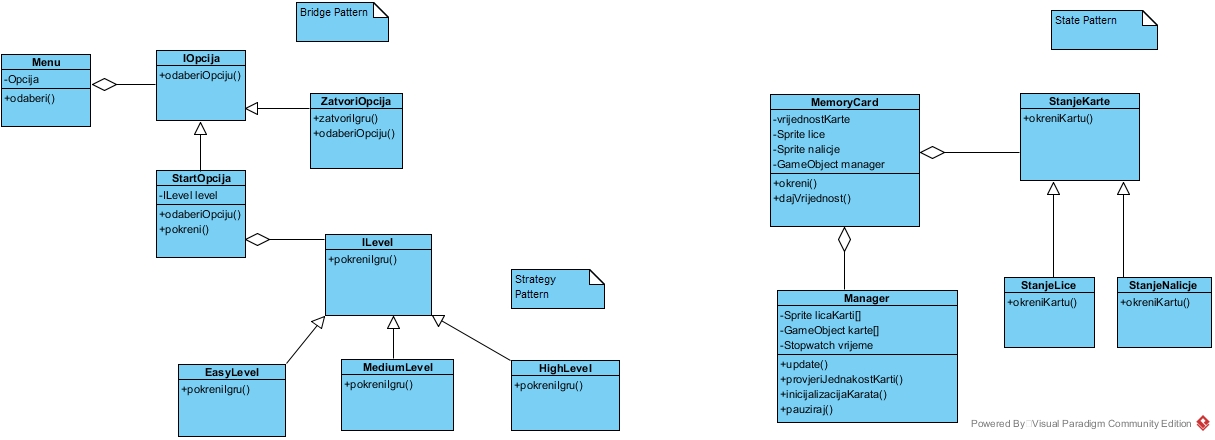 Bridge Pattern
Menu
-Opcija
+odaberi()
IOpcija
+odaberiOpciju()
ZatvoriOpcija
+zatvoriIgru()
+odaberiOpciju()
StartOpcija
-ILevel level
+odaberiOpciju()
+pokreni()
ILevel
+pokreniIgru()
Strategy
Pattern
EasyLevel
+pokreniIgru()
MediumLevel
+pokreniIgru()
HighLevel
+pokreniIgru()
State Pattern
MemoryCard
-vrijednostKarte
-Sprite lice
-Sprite nalicje
-GameObject manager
+okreni()
+dajVrijednost()
StanjeKarte
+okreniKartu()
StanjeLice
+okreniKartu()
StanjeNalicje
+okreniKartu()
Manager
-Sprite licaKarti[]
-GameObject karte[]
-Stopwatch vrijeme
+update()
+provjeriJednakostKarti()
+inicijalizacijaKarata()
+pauziraj()
Powered By Visual Paradigm Community Edition